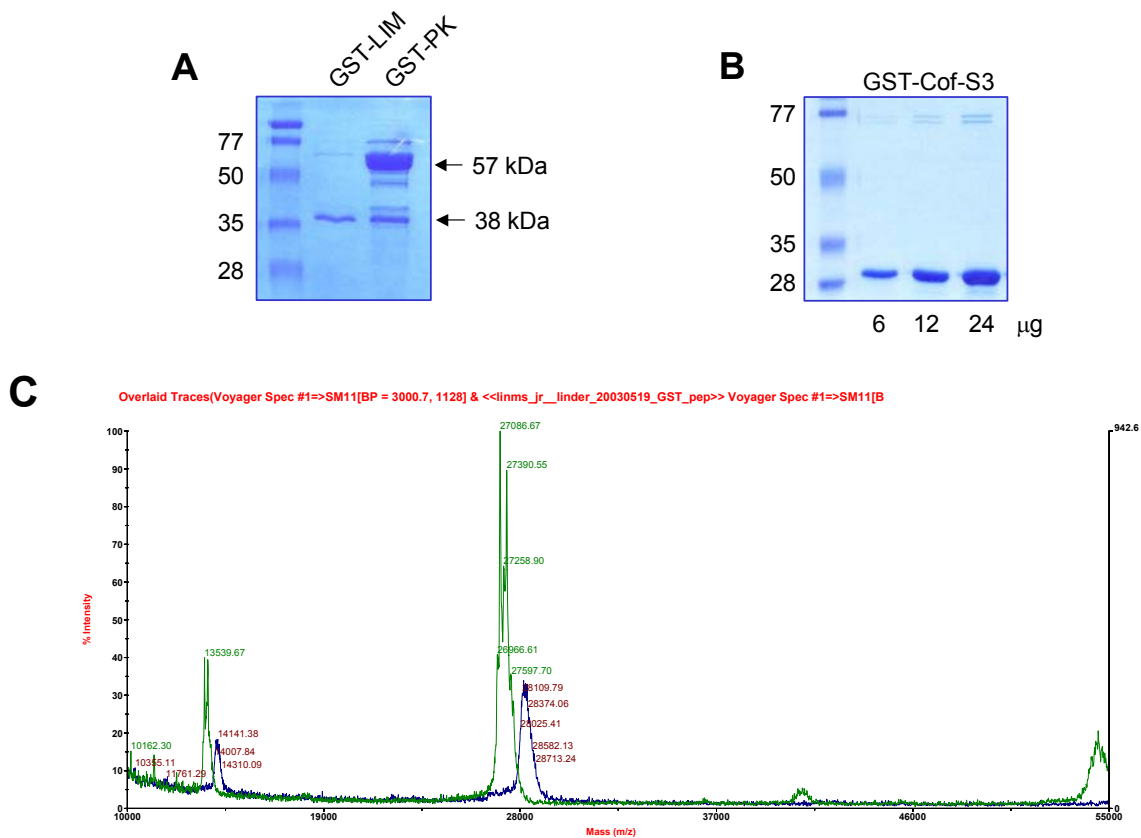 A
GST-LIM
GST-PK
77
50
35
28
57 kDa
38 kDa
B
GST-Cof-S3
77
50
35
28
6 12 24 μg
C
Overlaid Traces(Voyager Spec #1=>SM11[BP = 3000.7, 1128] & <<linms_jr__linder_20030519_GST_pep>> Voyager Spec #1=>SM11[B
100
90
80
70
60
50
40
30
20
10
0
% Intensity
942.6
0
27086.67
27390.55
27258.90
26966.61
27597.70
13539.67
28109.79
28374.06
28025.41
28582.13
28713.24
14141.38
14007.84
14310.09
10162.30
10355.11
11761.29
10000 19000 28000 37000 46000 55000
Mass (m/z)